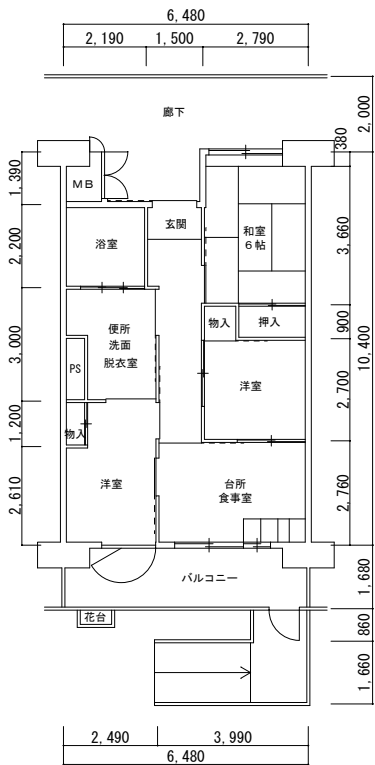 6,480
2,190
1,500
2,790
廊下
2,000
380
1,390
MB
玄関
和室
6帖
3,660
浴室
2,200
10,400
便所
洗面
脱衣室
物入
押入
900
3,000
PS
洋室
2,700
1,200
物入
洋室
台所
食事室
2,610
2,760
バルコニー
1,680
花台
860
1,660
2,490
3,990
6,480